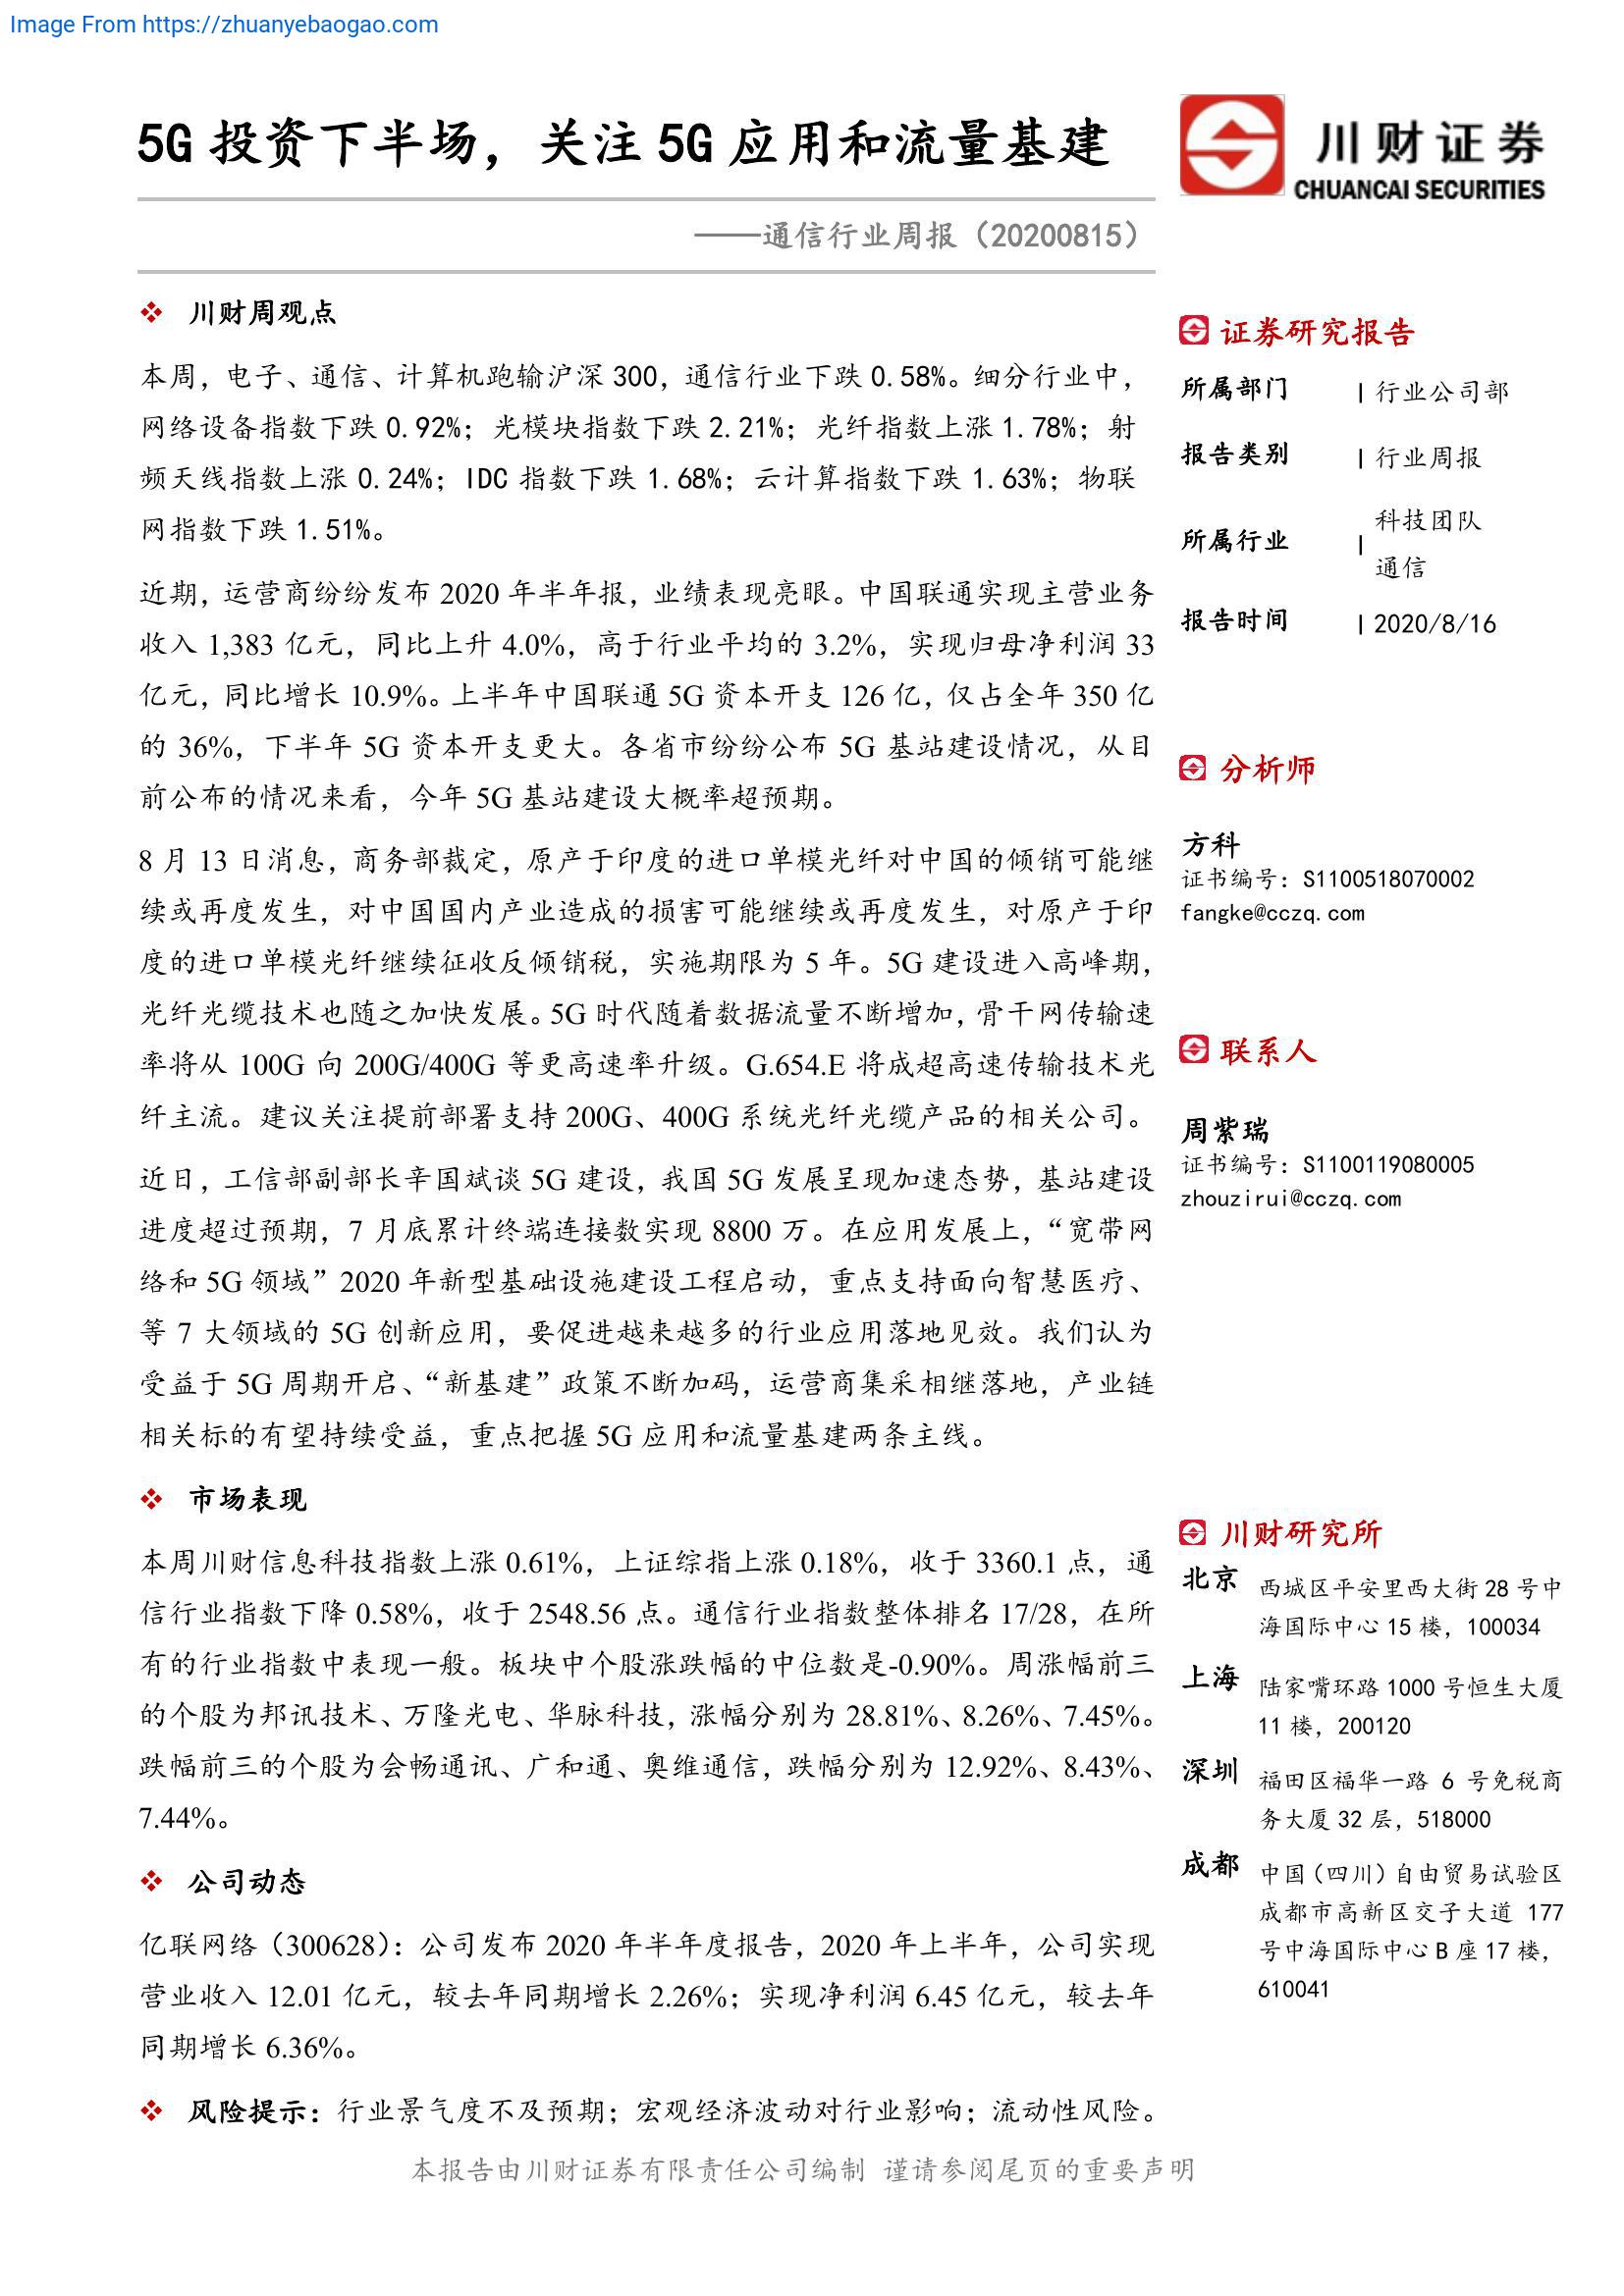 Image From https://zhuanyebaogao.com
5G 投资下半场，关注 5G 应用和流量基建
——通信行业周报（20200815）
川财证券
CHUANCAI SECURITIES
❖ 川财周观点
本周，电子、通信、计算机跑输沪深 300，通信行业下跌 0.58%。细分行业中，
网络设备指数下跌 0.92%；光模块指数下跌 2.21%；光纤指数上涨 1.78%；射
频天线指数上涨 0.24%；IDC 指数下跌 1.68%；云计算指数下跌 1.63%；物联
网指数下跌 1.51%。
近期，运营商纷纷发布 2020 年半年报，业绩表现亮眼。中国联通实现主营业务
收入 1,383 亿元，同比上升 4.0%，高于行业平均的 3.2%，实现归母净利润 33
亿元，同比增长 10.9%。上半年中国联通 5G 资本开支 126 亿，仅占全年 350 亿
的 36%，下半年 5G 资本开支更大。各省市纷纷公布 5G 基站建设情况，从目
前公布的情况来看，今年 5G 基站建设大概率超预期。
8 月 13 日消息，商务部裁定，原产于印度的进口单模光纤对中国的倾销可能继
续或再度发生，对中国国内产业造成的损害可能继续或再度发生，对原产于印
度的进口单模光纤继续征收反倾销税，实施期限为 5 年。5G 建设进入高峰期，
光纤光缆技术也随之加快发展。5G 时代随着数据流量不断增加，骨干网传输速
率将从 100G 向 200G/400G 等更高速率升级。G.654.E 将成超高速传输技术光
纤主流。建议关注提前部署支持 200G、400G 系统光纤光缆产品的相关公司。
近日，工信部副部长辛国斌谈 5G 建设，我国 5G 发展呈现加速态势，基站建设
进度超过预期，7 月底累计终端连接数实现 8800 万。在应用发展上，“宽带网
络和 5G 领域”2020 年新型基础设施建设工程启动，重点支持面向智慧医疗、
等 7 大领域的 5G 创新应用，要促进越来越多的行业应用落地见效。我们认为
受益于 5G 周期开启、“新基建”政策不断加码，运营商集采相继落地，产业链
相关标的有望持续受益，重点把握 5G 应用和流量基建两条主线。
❖ 市场表现
本周川财信息科技指数上涨 0.61%，上证综指上涨 0.18%，收于 3360.1 点，通
信行业指数下降 0.58%，收于 2548.56 点。通信行业指数整体排名 17/28，在所
有的行业指数中表现一般。板块中个股涨跌幅的中位数是-0.90%。周涨幅前三
的个股为邦讯技术、万隆光电、华脉科技，涨幅分别为 28.81%、8.26%、7.45%。
跌幅前三的个股为会畅通讯、广和通、奥维通信，跌幅分别为 12.92%、8.43%、
7.44%。
❖ 公司动态
亿联网络（300628）：公司发布 2020 年半年度报告，2020 年上半年，公司实现
营业收入 12.01 亿元，较去年同期增长 2.26%；实现净利润 6.45 亿元，较去年
同期增长 6.36%。
❖ 风险提示：行业景气度不及预期；宏观经济波动对行业影响；流动性风险。
证券研究报告
所属部门 | 行业公司部
报告类别 | 行业周报
所属行业 | 科技团队
通信
报告时间 | 2020/8/16
分析师
方科
证书编号：S1100518070002
fangke@cczq.com
联系人
周紫瑞
证书编号：S1100119080005
zhouzirui@cczq.com
川财研究所
北京 西城区平安里西大街 28 号中
海国际中心 15 楼，100034
上海 陆家嘴环路 1000 号恒生大厦
11 楼，200120
深圳 福田区福华一路 6 号免税商
务大厦 32 层，518000
成都 中国（四川）自由贸易试验区
成都市高新区交子大道 177
号中海国际中心 B 座 17 楼，
610041
本报告由川财证券有限责任公司编制 谨请参阅尾页的重要声明